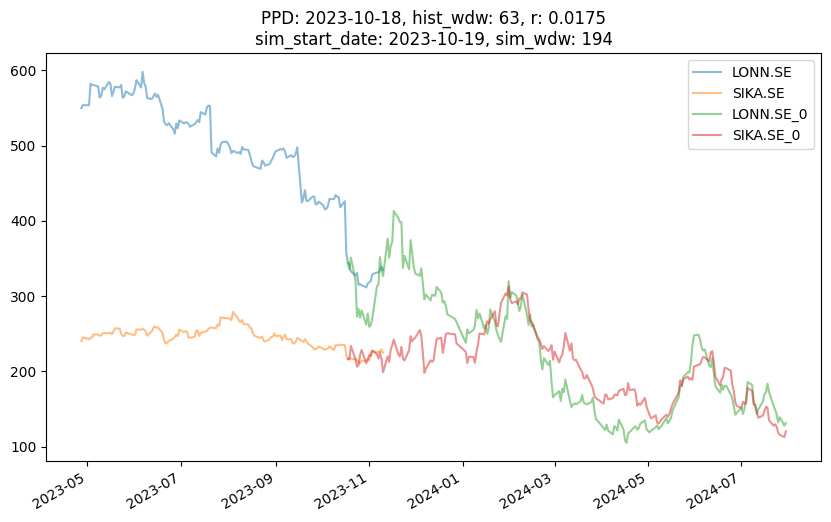 PPD: 2023-10-18, hist_wdw: 63, r: 0.0175
sim_start_date: 2023-10-19, sim_wdw: 194
LONN.SE
SIKA.SE
LONN.SE_0
SIKA.SE_0
600
500
400
300
200
100
2023-05
2023-07
2023-09
2023-11
2024-01
2024-03
2024-05
2024-07